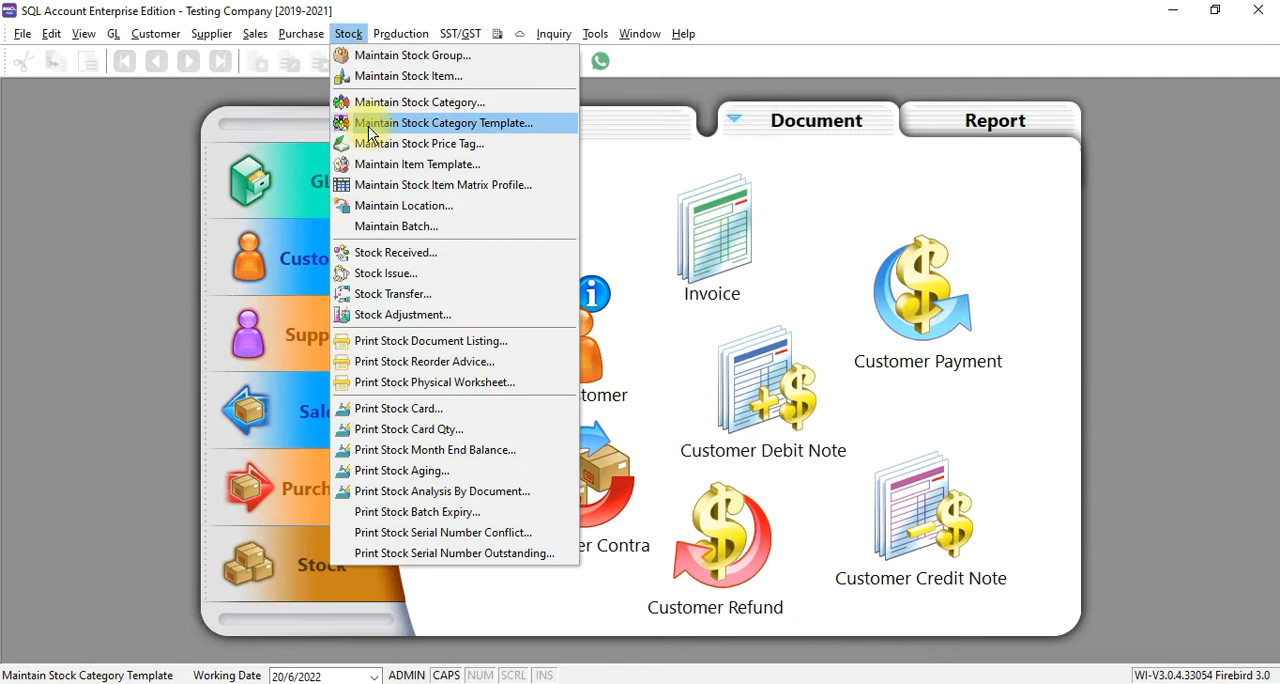 SQL Account Enterprise Edition - Testing Company [2019-2021]
File Edit View GL Customer Supplier Sales Purchase Stock Production SST/GST Inquiry Tools Window Help
Maintain Stock Group...
Maintain Stock Item...
Maintain Stock Category...
Maintain Stock Category Template...
Maintain Stock Price Tag...
Maintain Item Template...
Maintain Stock Item Matrix Profile...
Maintain Location...
Maintain Batch...
Stock Received...
Stock Issue...
Stock Transfer...
Stock Adjustment...
Print Stock Document Listing...
Print Stock Reorder Advice...
Print Stock Physical Worksheet...
Print Stock Card...
Print Stock Card Qty...
Print Stock Month End Balance...
Print Stock Aging...
Print Stock Analysis By Document...
Print Stock Batch Expiry...
Print Stock Serial Number Conflict...
Print Stock Serial Number Outstanding...
GL
Custo
Supp
Sal
Purch
Stock
Document
Report
Invoice
Customer Payment
tomer
Customer Debit Note
er Contra
Customer Credit Note
Customer Refund
Maintain Stock Category Template Working Date 20/6/2022 ADMIN CAPS NUM SCRL INS WI-V3.0.4.33054 Firebird 3.0